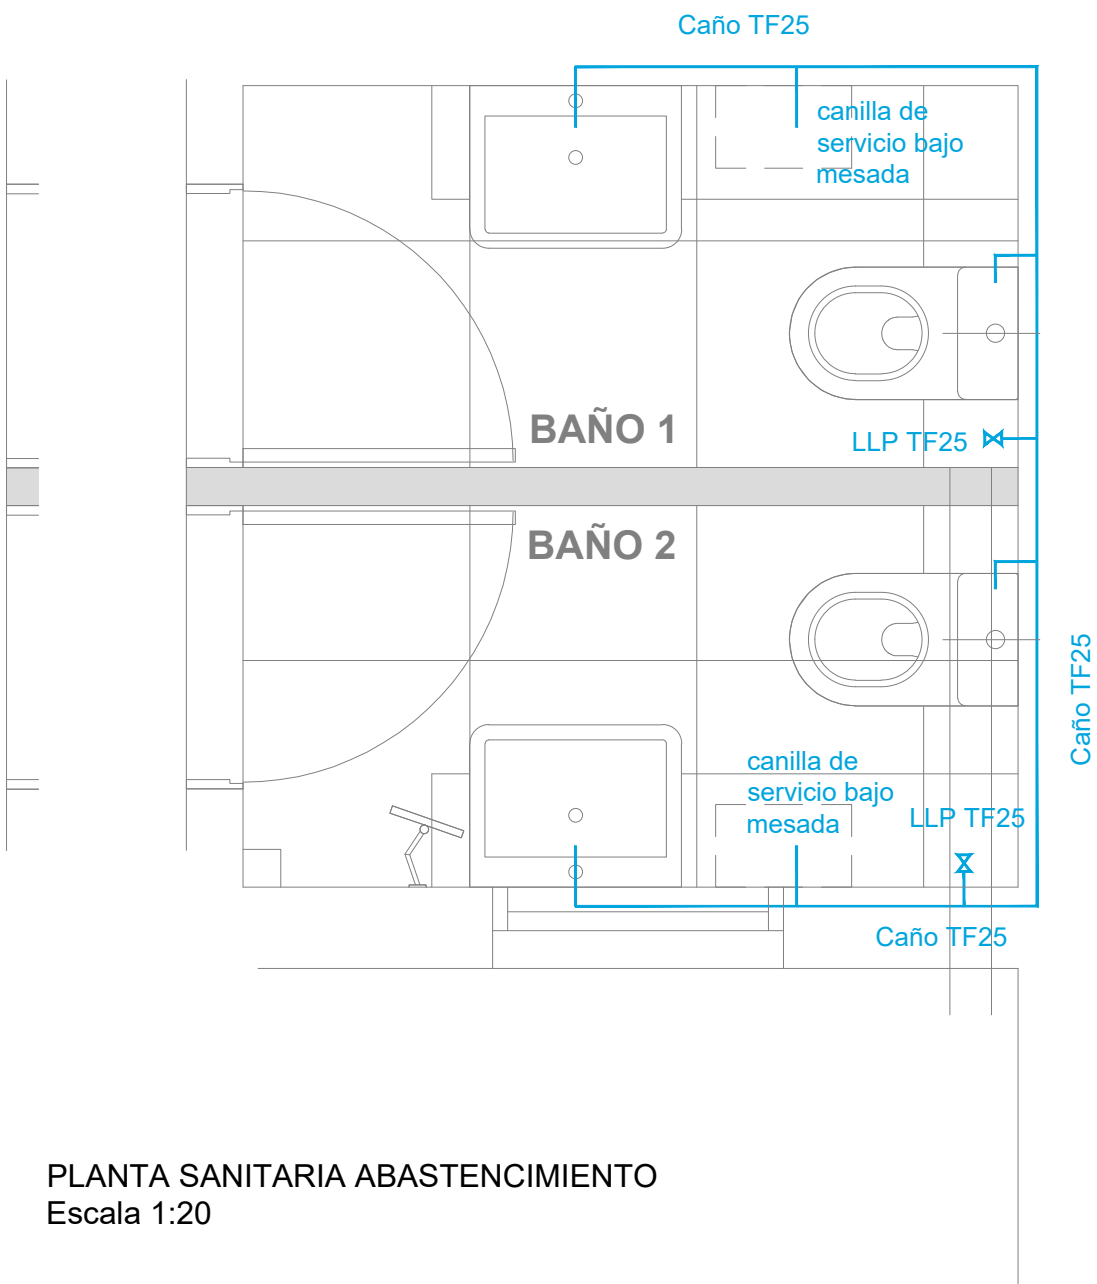 Caño TF25
canilla de
servicio bajo
mesada
BAÑO 1
LLP TF25
BAÑO 2
Caño TF25
canilla de
servicio bajo
mesada
LLP TF25
Caño TF25
PLANTA SANITARIA ABASTENCIMIENTO
Escala 1:20